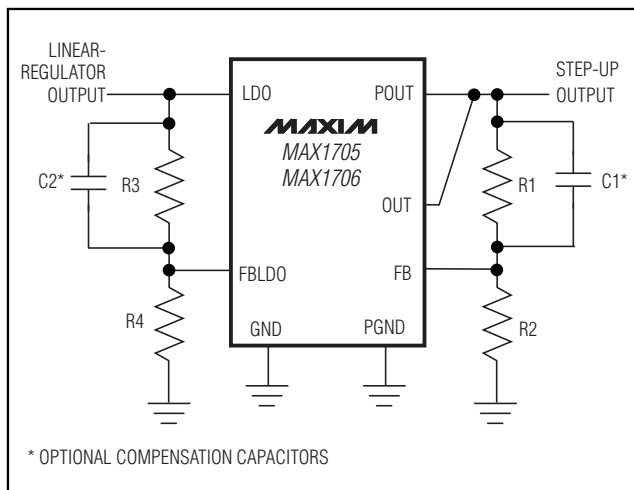 LINEAR-
REGULATOR
OUTPUT
LDO
POUT
STEP-UP
OUTPUT
MAXIM
MAX1705
MAX1706
C2*
R3
OUT
R1
C1*
FBLDO
FB
R4
GND
PGND
R2
* OPTIONAL COMPENSATION CAPACITORS